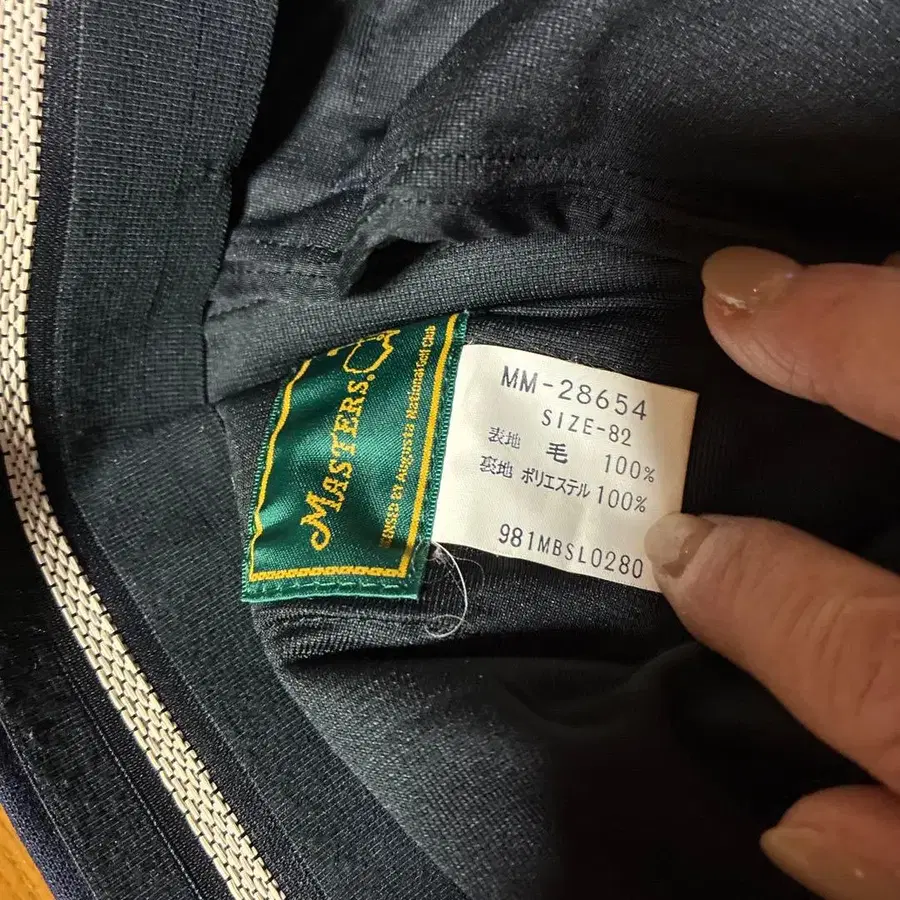 MASTERS.
BY Augusta National Golf Club
MM-28654
SIZE-82
表地 毛 100%
裏地 ポリエステル 100%
981MBSL0280